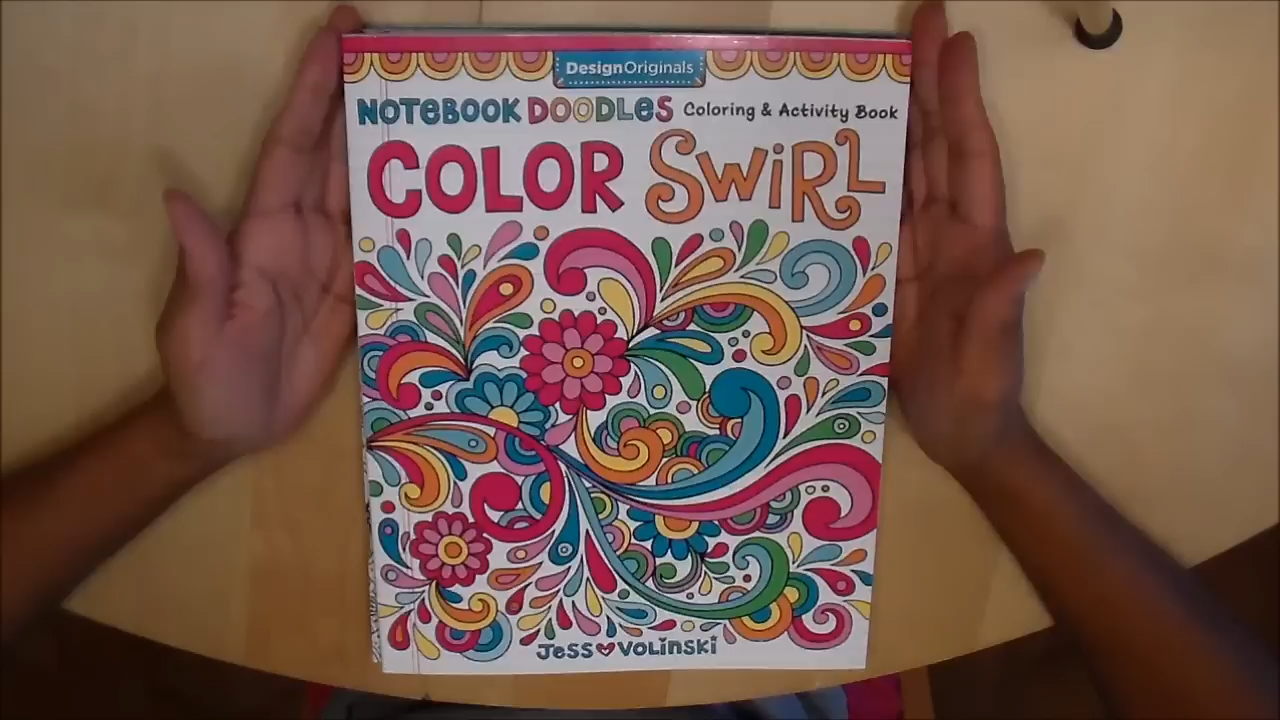 DesignOriginals
NOTEBOOK DOODLES Coloring & Activity Book
COLOR SWiRL
JESS VOLiNSKi